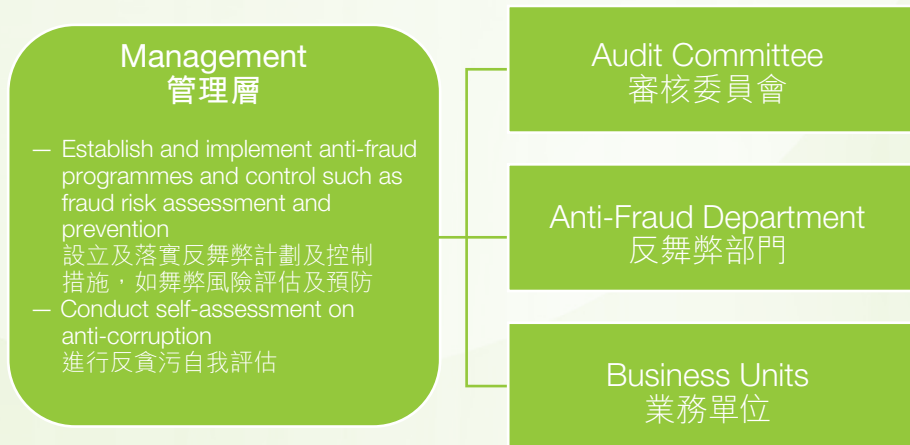 Management
管理層
— Establish and implement anti-fraud
programmes and control such as
fraud risk assessment and
prevention
設立及落實反舞弊計劃及控制
措施，如舞弊風險評估及預防
— Conduct self-assessment on
anti-corruption
進行反貪污自我評估
Audit Committee
審核委員會
Anti-Fraud Department
反舞弊部門
Business Units
業務單位